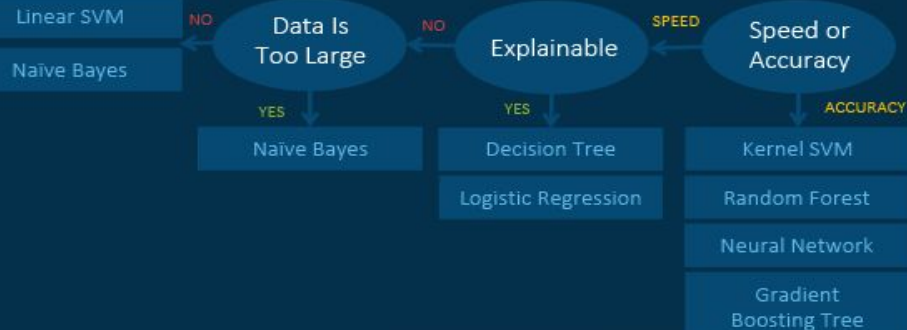 Linear SVM
NO
Data Is
Too Large
NO
Explainable
SPEED
Speed or
Accuracy
Naïve Bayes
YES
YES
ACCURACY
Naïve Bayes
Decision Tree
Kernel SVM
Logistic Regression
Random Forest
Neural Network
Gradient
Boosting Tree